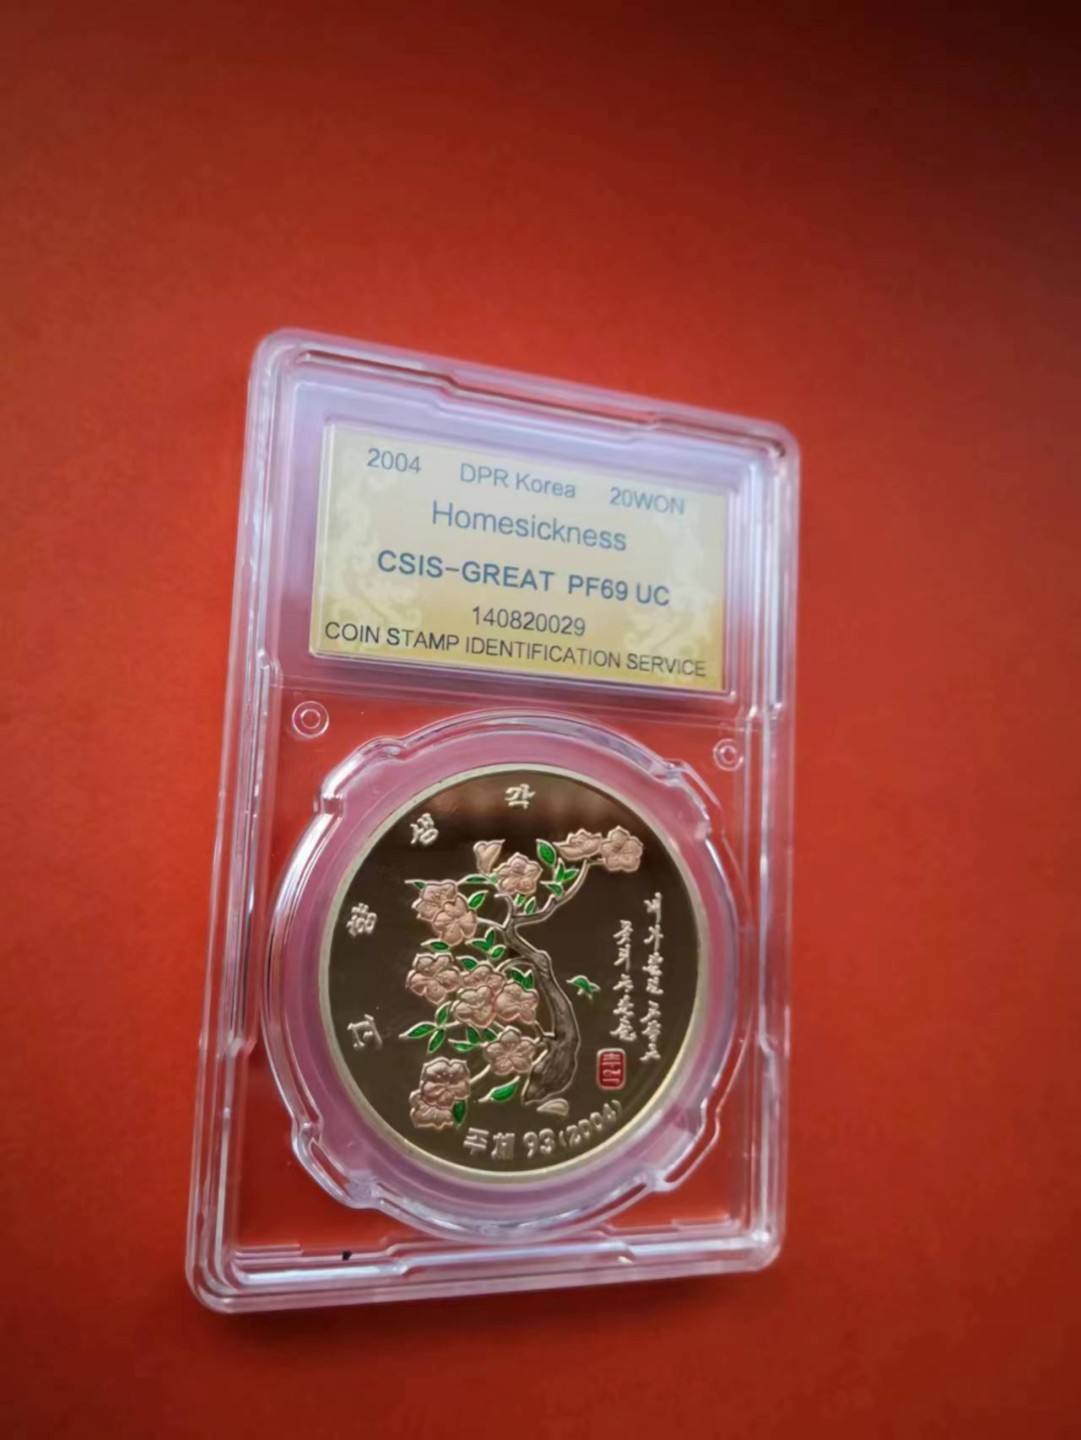 2004 DPR Korea 20WON
Homesickness
CSIS-GREAT PF69 UC
140820029
COIN STAMP IDENTIFICATION SERVICE
고향생각
주체 93 (2004)